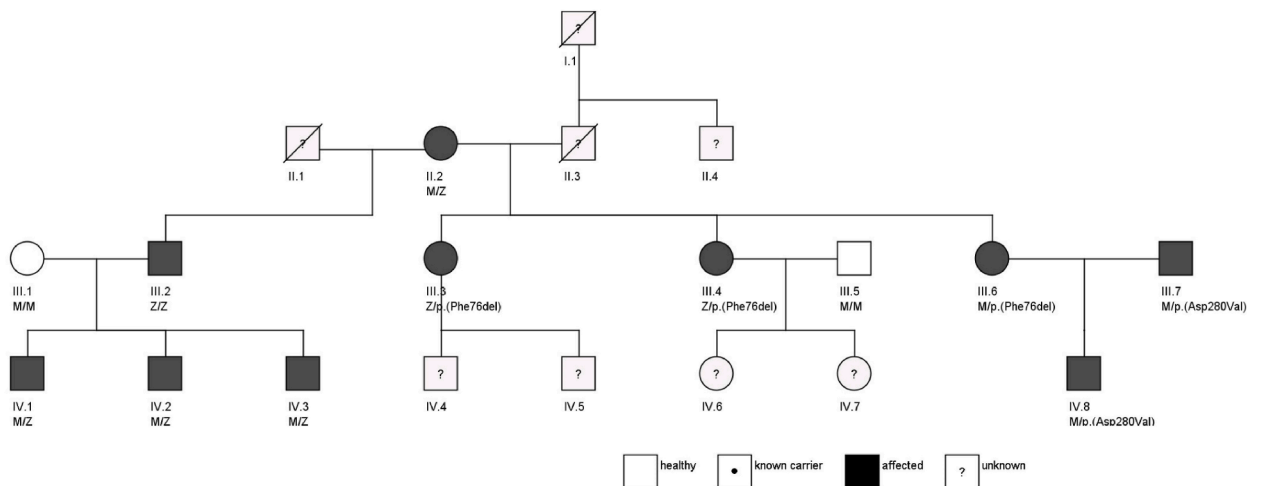 ?
I.1
? ? ?
II.1 II.2 II.3 II.4
M/Z
III.1 III.2 III.3 III.4 III.5 III.6 III.7
M/M Z/Z Z/p.(Phe76del) Z/p.(Phe76del) M/M M/p.(Phe76del) M/p.(Asp280Val)
? ? ? ?
IV.1 IV.2 IV.3 IV.4 IV.5 IV.6 IV.7 IV.8
M/Z M/Z M/Z M/p.(Asp280Val)
healthy known carrier affected ? unknown